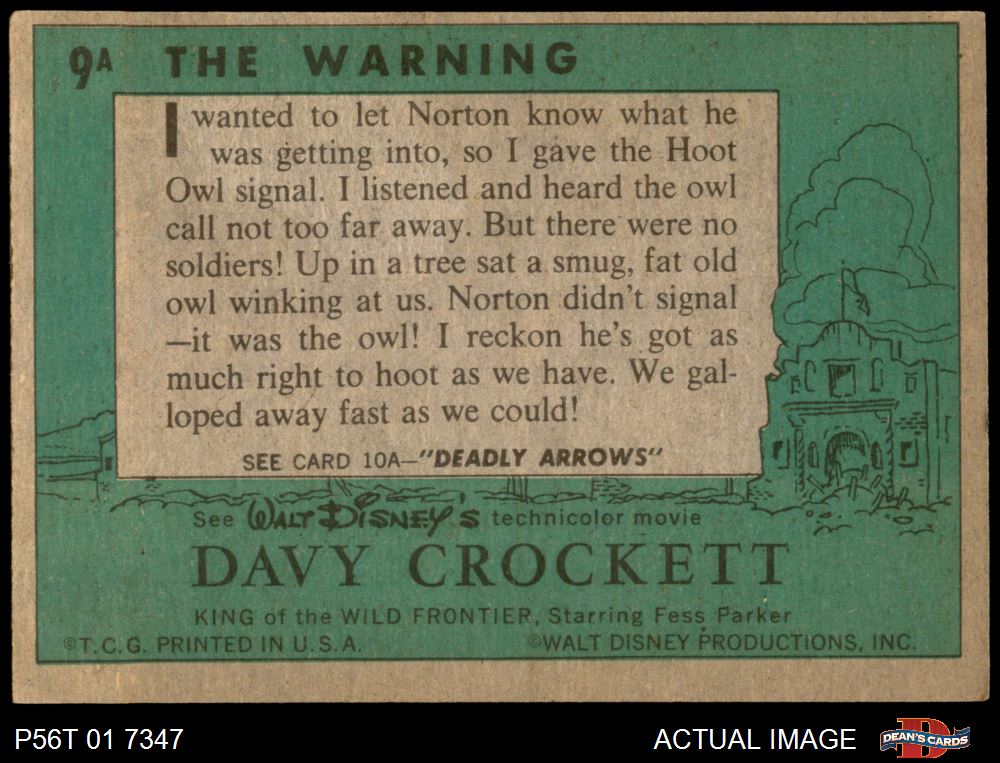 9A THE WARNING
I wanted to let Norton know what he
was getting into, so I gave the Hoot
Owl signal. I listened and heard the owl
call not too far away. But there were no
soldiers! Up in a tree sat a smug, fat old
owl winking at us. Norton didn't signal
—it was the owl! I reckon he's got as
much right to hoot as we have. We gal-
loped away fast as we could!
SEE CARD 10A—"DEADLY ARROWS"
See WALT DISNEY'S technicolor movie
DAVY CROCKETT
KING of the WILD FRONTIER, Starring Fess Parker
©T.C.G. PRINTED IN U.S.A. ©WALT DISNEY PRODUCTIONS, INC.
P56T 01 7347 ACTUAL IMAGE D DEAN'S CARDS